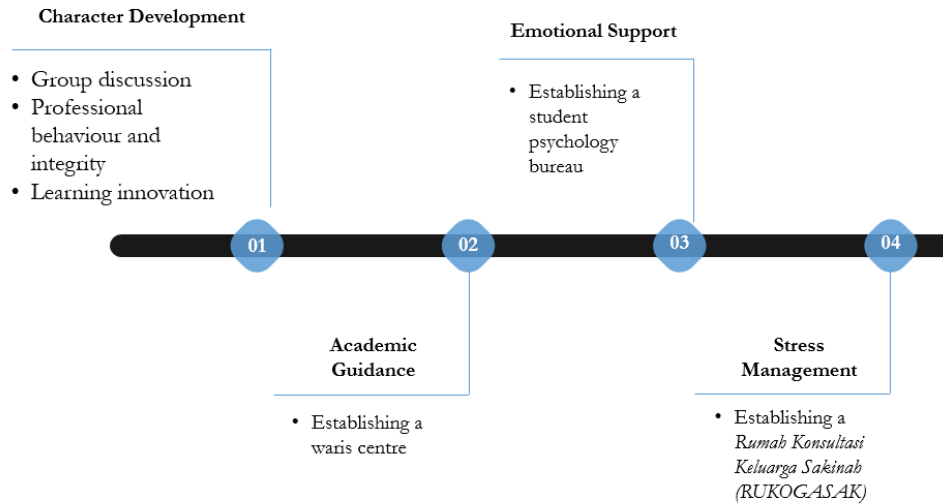 Character Development
• Group discussion
• Professional
behaviour and
integrity
• Learning innovation
01
Academic
Guidance
• Establishing a
waris centre
02
Emotional Support
• Establishing a
student
psychology
bureau
03
Stress
Management
• Establishing a
Rumah Konsultasi
Keluarga Sakinah
(RUKOGASAK)
04